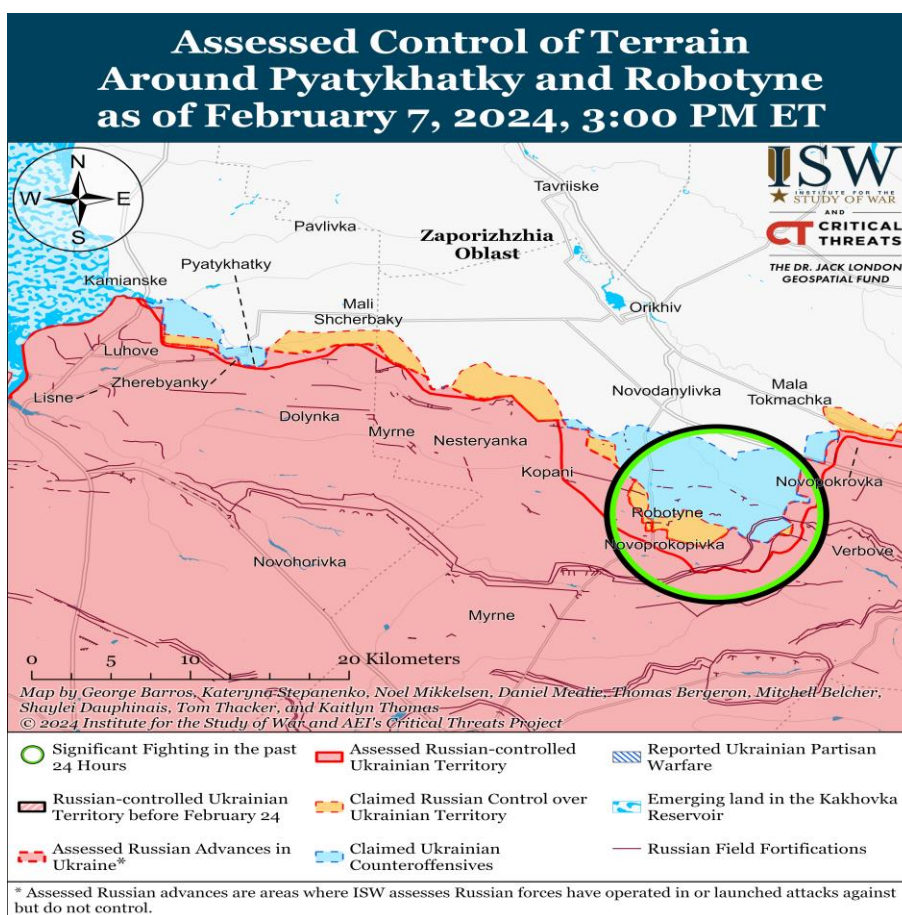 Assessed Control of Terrain
Around Pyatykhatky and Robotyne
as of February 7, 2024, 3:00 PM ET
N
W E
S
ISW
INSTITUTE FOR THE
STUDY OF WAR
AND
CT CRITICAL
THREATS
THE DR. JACK LONDON
GEOSPATIAL FUND
Tavriiske
Pavlivka
Zaporizhzhia
Oblast
Pyatykhatky
Kamianske
Mali
Shcherbaky
Orikhiv
Luhove
Zherebyanky
Lisne
Novodanylivka
Mala
Tokmachka
Dolynka
Myrne
Nesteryanka
Kopani
Novopokrovka
Robotyne
Novoprokopivka
Verbove
Novohorivka
Myrne
0 5 10 20 Kilometers
Map by George Barros, Kateryna Stepanenko, Noel Mikkelsen, Daniel Mealie, Thomas Bergeron, Mitchell Belcher,
Shaylei Dauphinais, Tom Thacker, and Kaitlyn Thomas
© 2024 Institute for the Study of War and AEI's Critical Threats Project
Significant Fighting in the past
24 Hours
Russian-controlled Ukrainian
Territory before February 24
Assessed Russian Advances in
Ukraine*
Assessed Russian-controlled
Ukrainian Territory
Claimed Russian Control over
Ukrainian Territory
Claimed Ukrainian
Counteroffensives
Reported Ukrainian Partisan
Warfare
Emerging land in the Kakhovka
Reservoir
Russian Field Fortifications
* Assessed Russian advances are areas where ISW assesses Russian forces have operated in or launched attacks against
but do not control.